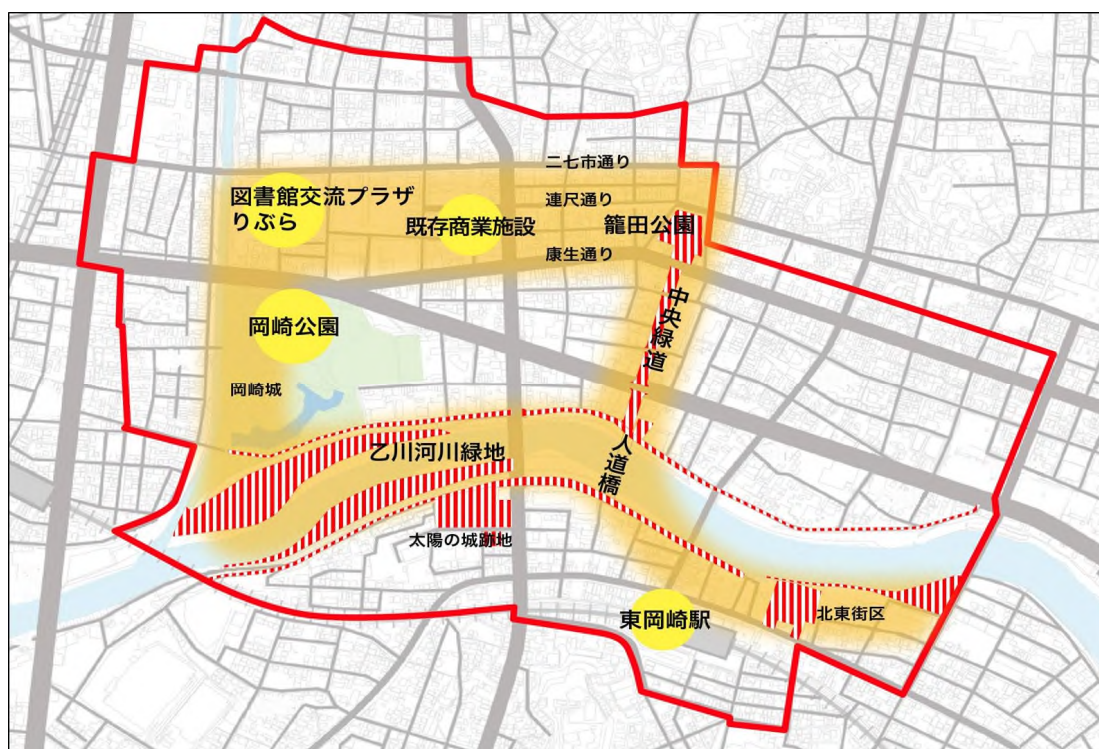 二七市通り
図書館交流プラザ
りぶら
連尺通り
既存商業施設
籠田公園
康生通り
中央緑道
岡崎公園
岡崎城
乙川河川緑地
人道橋
太陽の城跡地
東岡崎駅
北東街区